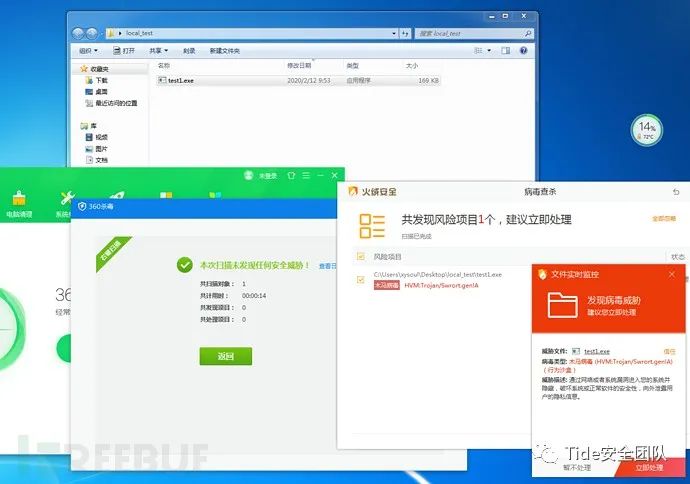 local_test
搜索 local_test
组织 打开 共享 刻录 新建文件夹
收藏夹
下载
桌面
最近访问的位置
库
视频
图片
文档
名称 修改日期 类型 大小
test1.exe 2020/2/12 9:53 应用程序 169 KB
14%
72℃
未登录
电脑清理
360杀毒
右键扫描
本次扫描未发现任何安全威胁！ 查看日
共扫描对象： 1
共计用时： 00:00:14
共发现项目： 0
共处理项目： 0
返回
火绒安全
病毒查杀
共发现风险项目1个，建议立即处理
扫描已完成
全部忽略
风险项目 状态
C:\Users\xysoul\Desktop\local_test\test1.exe
木马病毒 HVM:Trojan/Swrort.gen!A
文件实时监控
发现病毒威胁
建议您立即处理
威胁文件： test1.exe 信任
病毒类型： 木马病毒 (HVM:Trojan/Swrort.gen!A)
（行为沙盒）
威胁描述： 通过网络或者系统漏洞进入您的系统并
隐藏，破坏系统或正常软件的安全性，向外泄露用
户的隐私信息。
暂不处理 立即处理
REEBUF
Tide安全团队